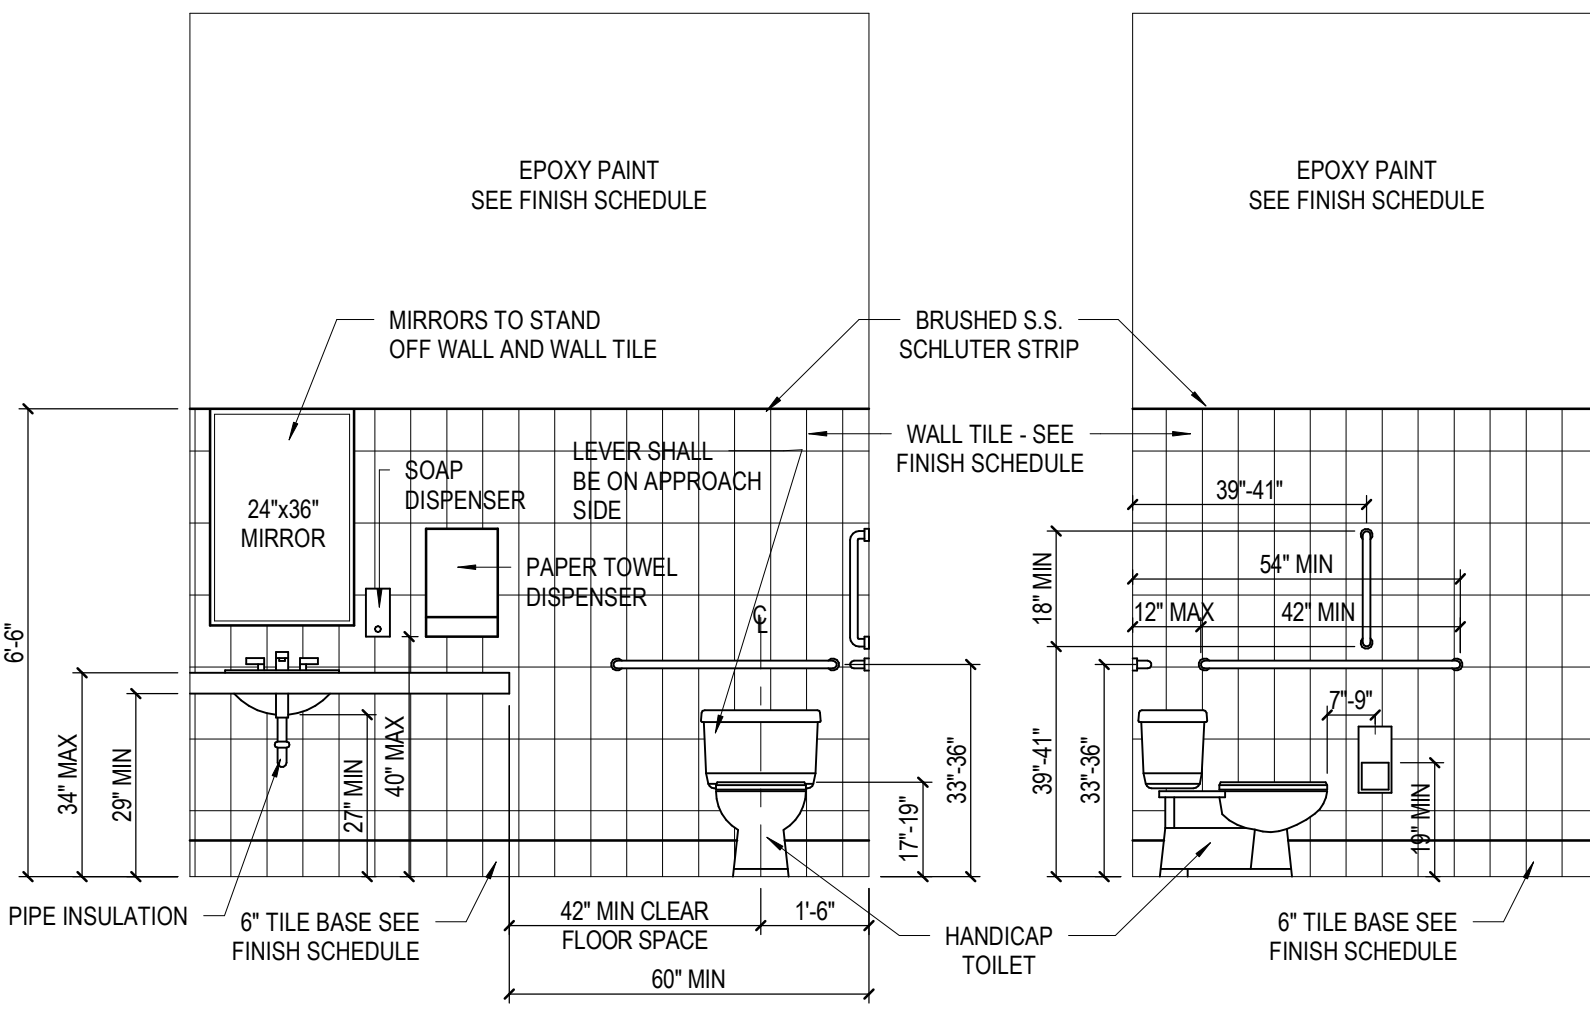 EPOXY PAINT
SEE FINISH SCHEDULE
EPOXY PAINT
SEE FINISH SCHEDULE
MIRRORS TO STAND
OFF WALL AND WALL TILE
BRUSHED S.S.
SCHLUTER STRIP
WALL TILE - SEE
FINISH SCHEDULE
LEVER SHALL
BE ON APPROACH
SIDE
SOAP
DISPENSER
24"x36"
MIRROR
PAPER TOWEL
DISPENSER
℄
6'-6"
34" MAX
29" MIN
27" MIN
40" MAX
17"-19"
33"-36"
39"-41"
18" MIN
54" MIN
12" MAX
42" MIN
7"-9"
39"-41"
33"-36"
19" MIN
PIPE INSULATION
6" TILE BASE SEE
FINISH SCHEDULE
42" MIN CLEAR
FLOOR SPACE
1'-6"
60" MIN
HANDICAP
TOILET
6" TILE BASE SEE
FINISH SCHEDULE